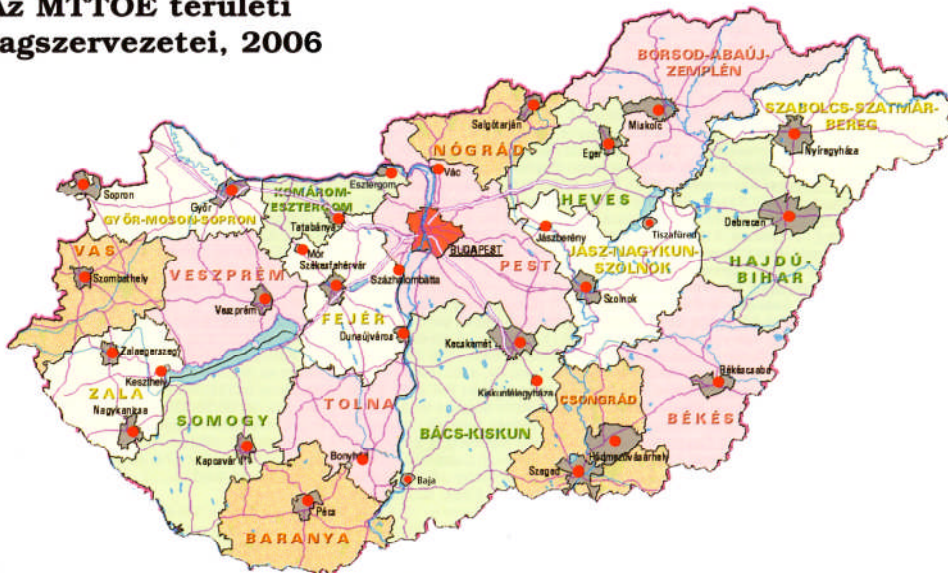 Az MTTOE területi
tagszervezetei, 2006
BORSOD-ABAÚJ-
ZEMPLÉN
SZABOLCS-SZATMÁR-
BEREG
Salgótarján
Miskolc
NÓGRÁD
Eger
Nyíregyháza
Vác
Esztergom
Sopron
Győr
KOMÁROM-
ESZTERGOM
GYŐR-MOSON-SOPRON
Tatabánya
HEVES
Debrecen
Jászberény
Tiszafüred
VAS
Mór
BUDAPEST
JÁSZ-NAGYKUN-
SZOLNOK
HAJDÚ-
BIHAR
Székesfehérvár
PEST
Szombathely
VESZPRÉM
Százhalombatta
Szolnok
Veszprém
FEJÉR
Dunaújváros
Kecskemét
Zalaegerszeg
Keszthely
Békéscsaba
ZALA
Kiskunfélegyháza
CSONGRÁD
TOLNA
Nagykanizsa
SOMOGY
BÉKÉS
BÁCS-KISKUN
Kaposvár
Bonyhád
Hódmezővásárhely
Szeged
Baja
Pécs
BARANYA